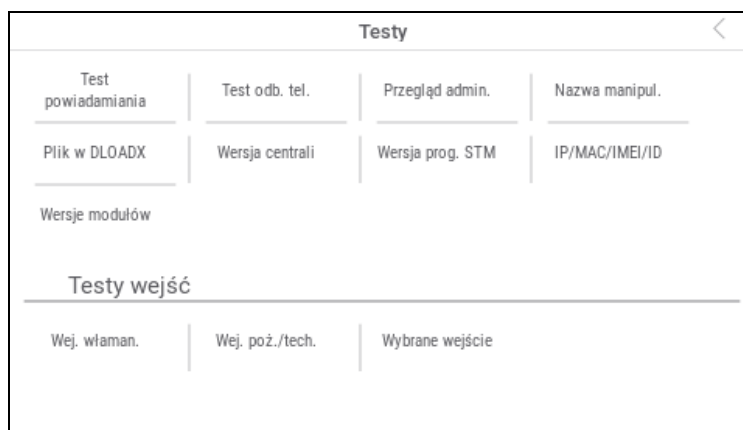 Testy
Test
powiadamiania
Test odb. tel.
Przegląd admin.
Nazwa manipul.
Plik w DLOADX
Wersja centrali
Wersja prog. STM
IP/MAC/IMEI/ID
Wersje modułów
Testy wejść
Wej. właman.
Wej. poż./tech.
Wybrane wejście